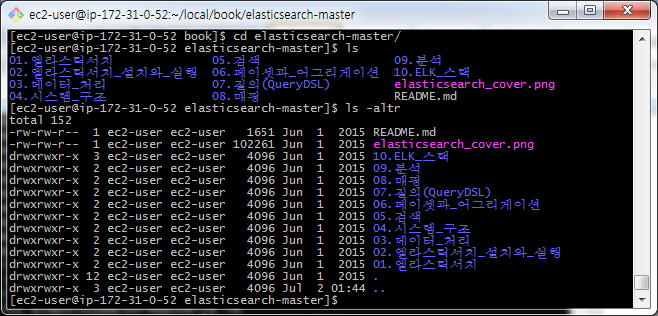 ec2-user@ip-172-31-0-52:~/local/book/elasticsearch-master
[ec2-user@ip-172-31-0-52 book]$ cd elasticsearch-master/
[ec2-user@ip-172-31-0-52 elasticsearch-master]$ ls
01.엘라스틱서치 05.검색 09.분석
02.엘라스틱서치_설치와_실행 06.페이셋과_어그리게이션 10.ELK_스택
03.데이터_처리 07.질의(QueryDSL) elasticsearch_cover.png
04.시스템_구조 08.매핑 README.md
[ec2-user@ip-172-31-0-52 elasticsearch-master]$ ls -altr
total 152
-rw-rw-r-- 1 ec2-user ec2-user 1651 Jun 1 2015 README.md
-rw-rw-r-- 1 ec2-user ec2-user 102261 Jun 1 2015 elasticsearch_cover.png
drwxrwxr-x 3 ec2-user ec2-user 4096 Jun 1 2015 10.ELK_스택
drwxrwxr-x 2 ec2-user ec2-user 4096 Jun 1 2015 09.분석
drwxrwxr-x 2 ec2-user ec2-user 4096 Jun 1 2015 08.매핑
drwxrwxr-x 2 ec2-user ec2-user 4096 Jun 1 2015 07.질의(QueryDSL)
drwxrwxr-x 2 ec2-user ec2-user 4096 Jun 1 2015 06.페이셋과_어그리게이션
drwxrwxr-x 2 ec2-user ec2-user 4096 Jun 1 2015 05.검색
drwxrwxr-x 2 ec2-user ec2-user 4096 Jun 1 2015 04.시스템_구조
drwxrwxr-x 2 ec2-user ec2-user 4096 Jun 1 2015 03.데이터_처리
drwxrwxr-x 2 ec2-user ec2-user 4096 Jun 1 2015 02.엘라스틱서치_설치와_실행
drwxrwxr-x 2 ec2-user ec2-user 4096 Jun 1 2015 01.엘라스틱서치
drwxrwxr-x 12 ec2-user ec2-user 4096 Jun 1 2015 .
drwxrwxr-x 3 ec2-user ec2-user 4096 Jul 2 01:44 ..
[ec2-user@ip-172-31-0-52 elasticsearch-master]$